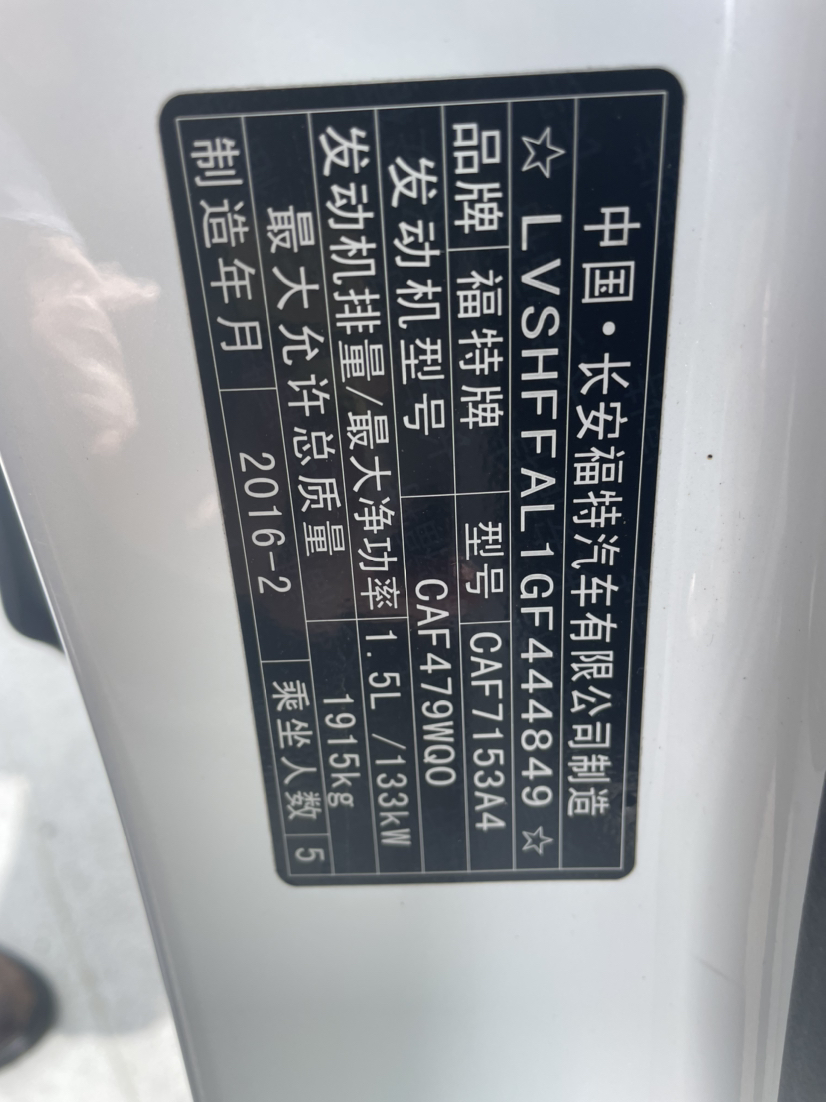 中国·长安福特汽车有限公司制造
☆ LVSHFFAL1GF444849 ☆
品牌 福特牌 型号 CAF7153A4
发动机型号 CAF479WQ0
发动机排量/最大净功率 1.5L /133kW
最大允许总质量 1915kg
制造年月 2016-2 乘坐人数 5